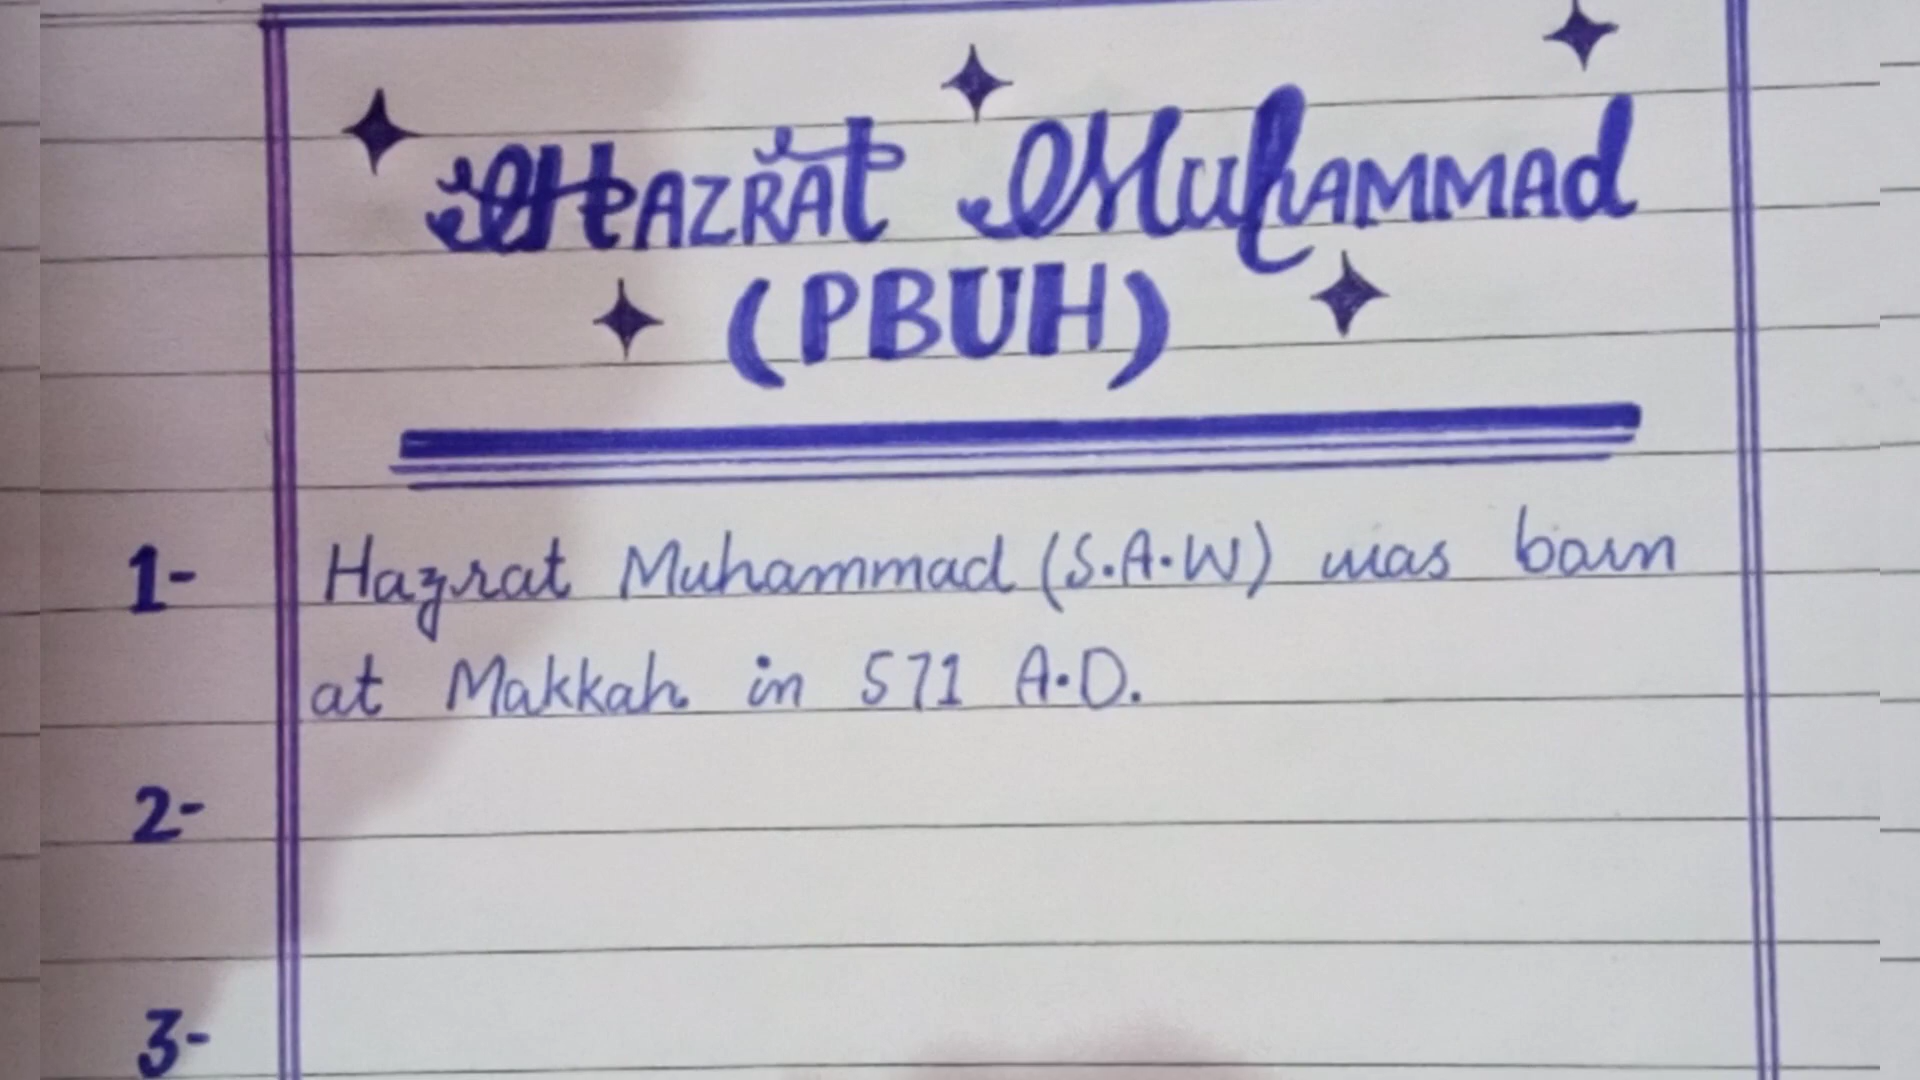 Hazrat Muhammad
(PBUH)
1- Hazrat Muhammad (S.A.W) was born
at Makkah in 571 A.D.
2-
3-